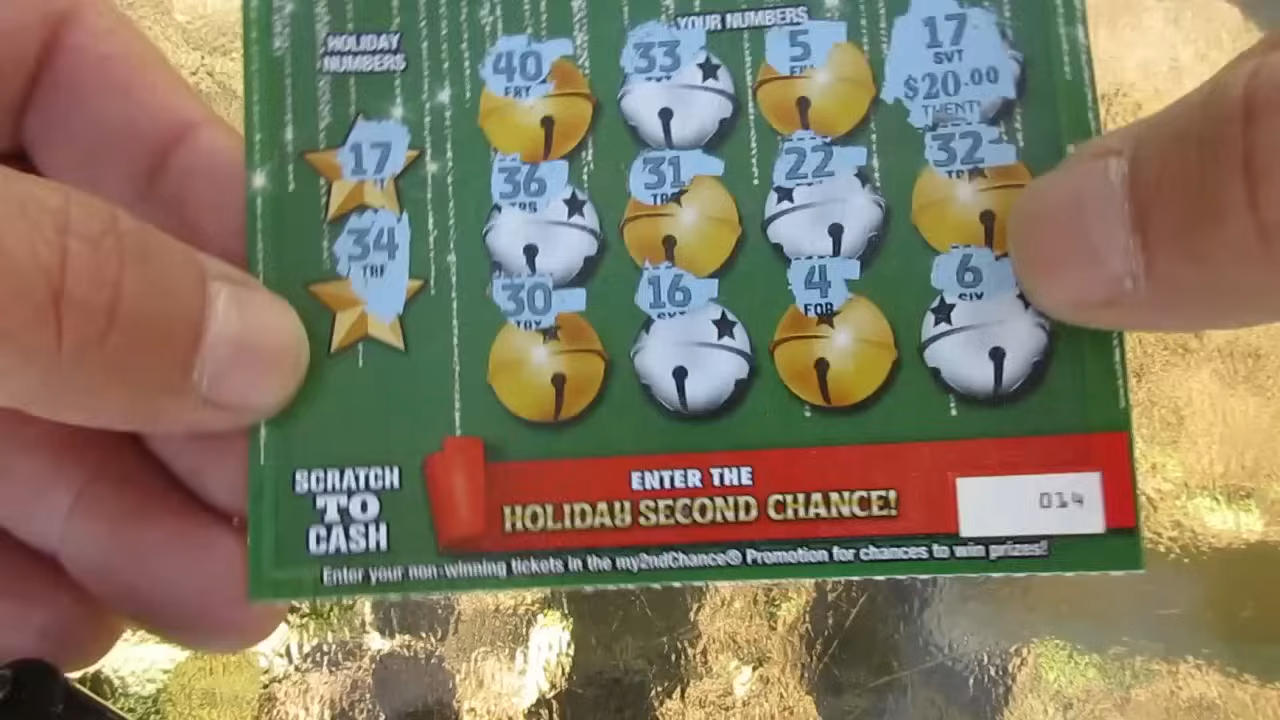 YOUR NUMBERS
HOLIDAY
NUMBERS
40
FRY
33
5
17
SVT
$20.00
17
34
36
31
22
32
30
16
4
FOR
6
SIX
SCRATCH
TO
CASH
ENTER THE
HOLIDAY SECOND CHANCE!
014
Enter your non-winning tickets in the my2ndChance® Promotion for chances to win prizes!